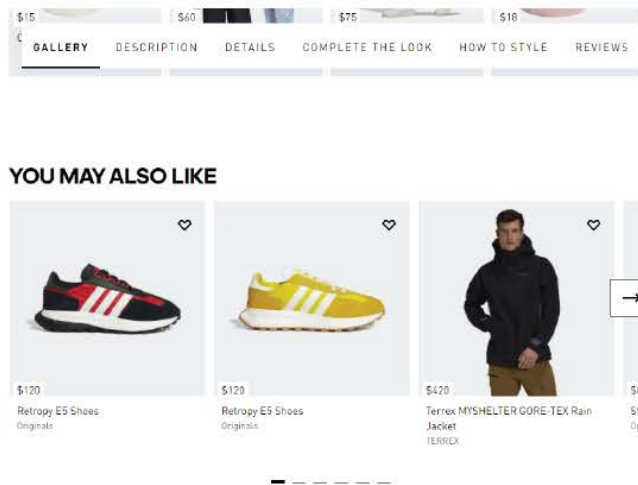 $15
$60
$75
$18
GALLERY
DESCRIPTION
DETAILS
COMPLETE THE LOOK
HOW TO STYLE
REVIEWS
YOU MAY ALSO LIKE
$120
Retropy E5 Shoes
Originals
$120
Retropy E5 Shoes
Originals
$420
Terrex MYSHELTER GORE-TEX Rain
Jacket
TERREX